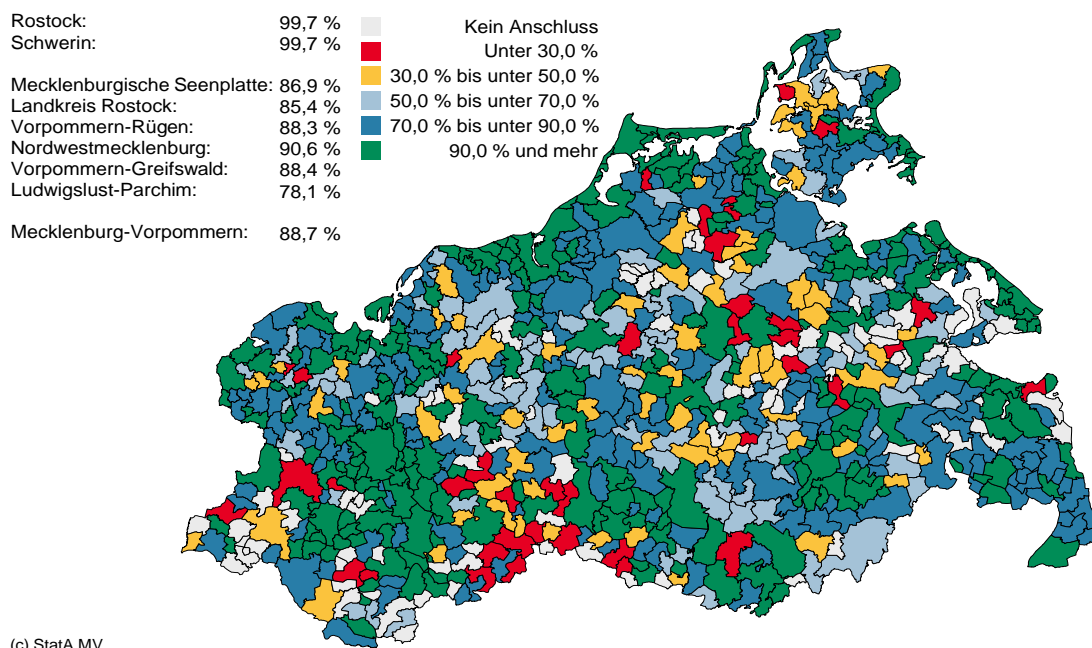 Rostock: 99,7 %
Schwerin: 99,7 %
Mecklenburgische Seenplatte: 86,9 %
Landkreis Rostock: 85,4 %
Vorpommern-Rügen: 88,3 %
Nordwestmecklenburg: 90,6 %
Vorpommern-Greifswald: 88,4 %
Ludwigslust-Parchim: 78,1 %
Mecklenburg-Vorpommern: 88,7 %
Kein Anschluss
Unter 30,0 %
30,0 % bis unter 50,0 %
50,0 % bis unter 70,0 %
70,0 % bis unter 90,0 %
90,0 % und mehr
(c) StatA MV